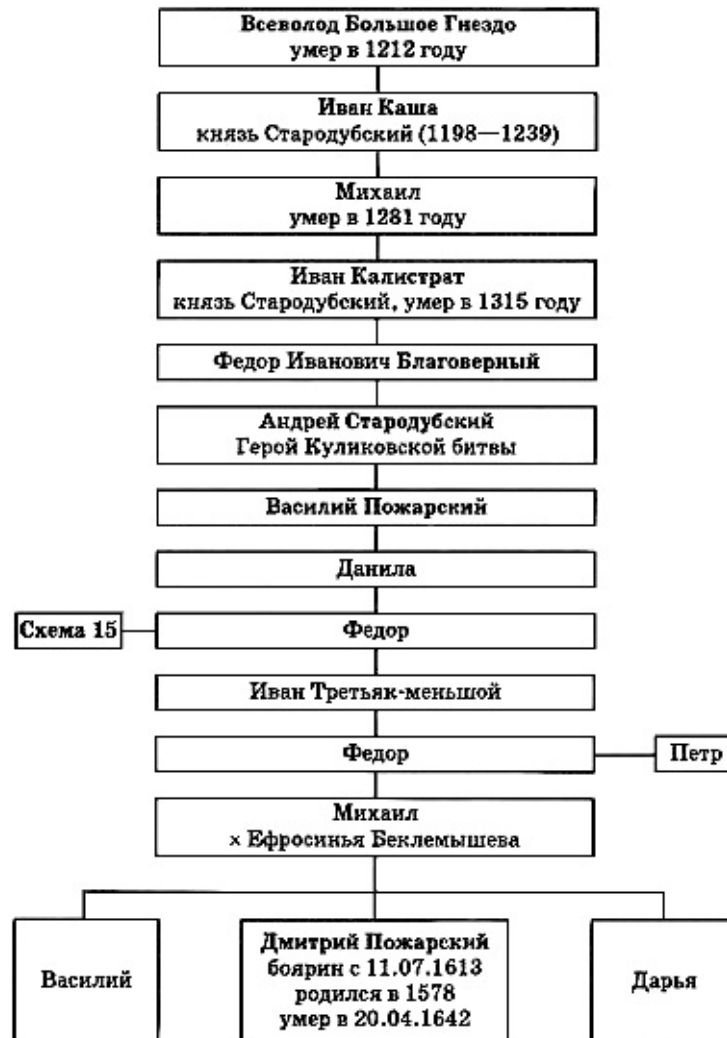 Всеволод Большое Гнездо
умер в 1212 году
Иван Каша
князь Стародубский (1198—1239)
Михаил
умер в 1281 году
Иван Калистрат
князь Стародубский, умер в 1315 году
Федор Иванович Благоверный
Андрей Стародубский
Герой Куликовской битвы
Василий Пожарский
Данила
Схема 15
Федор
Иван Третьяк-меньшой
Федор
Петр
Михаил
× Ефросинья Беклемышева
Василий
Дмитрий Пожарский
боярин с 11.07.1613
родился в 1578
умер в 20.04.1642
Дарья